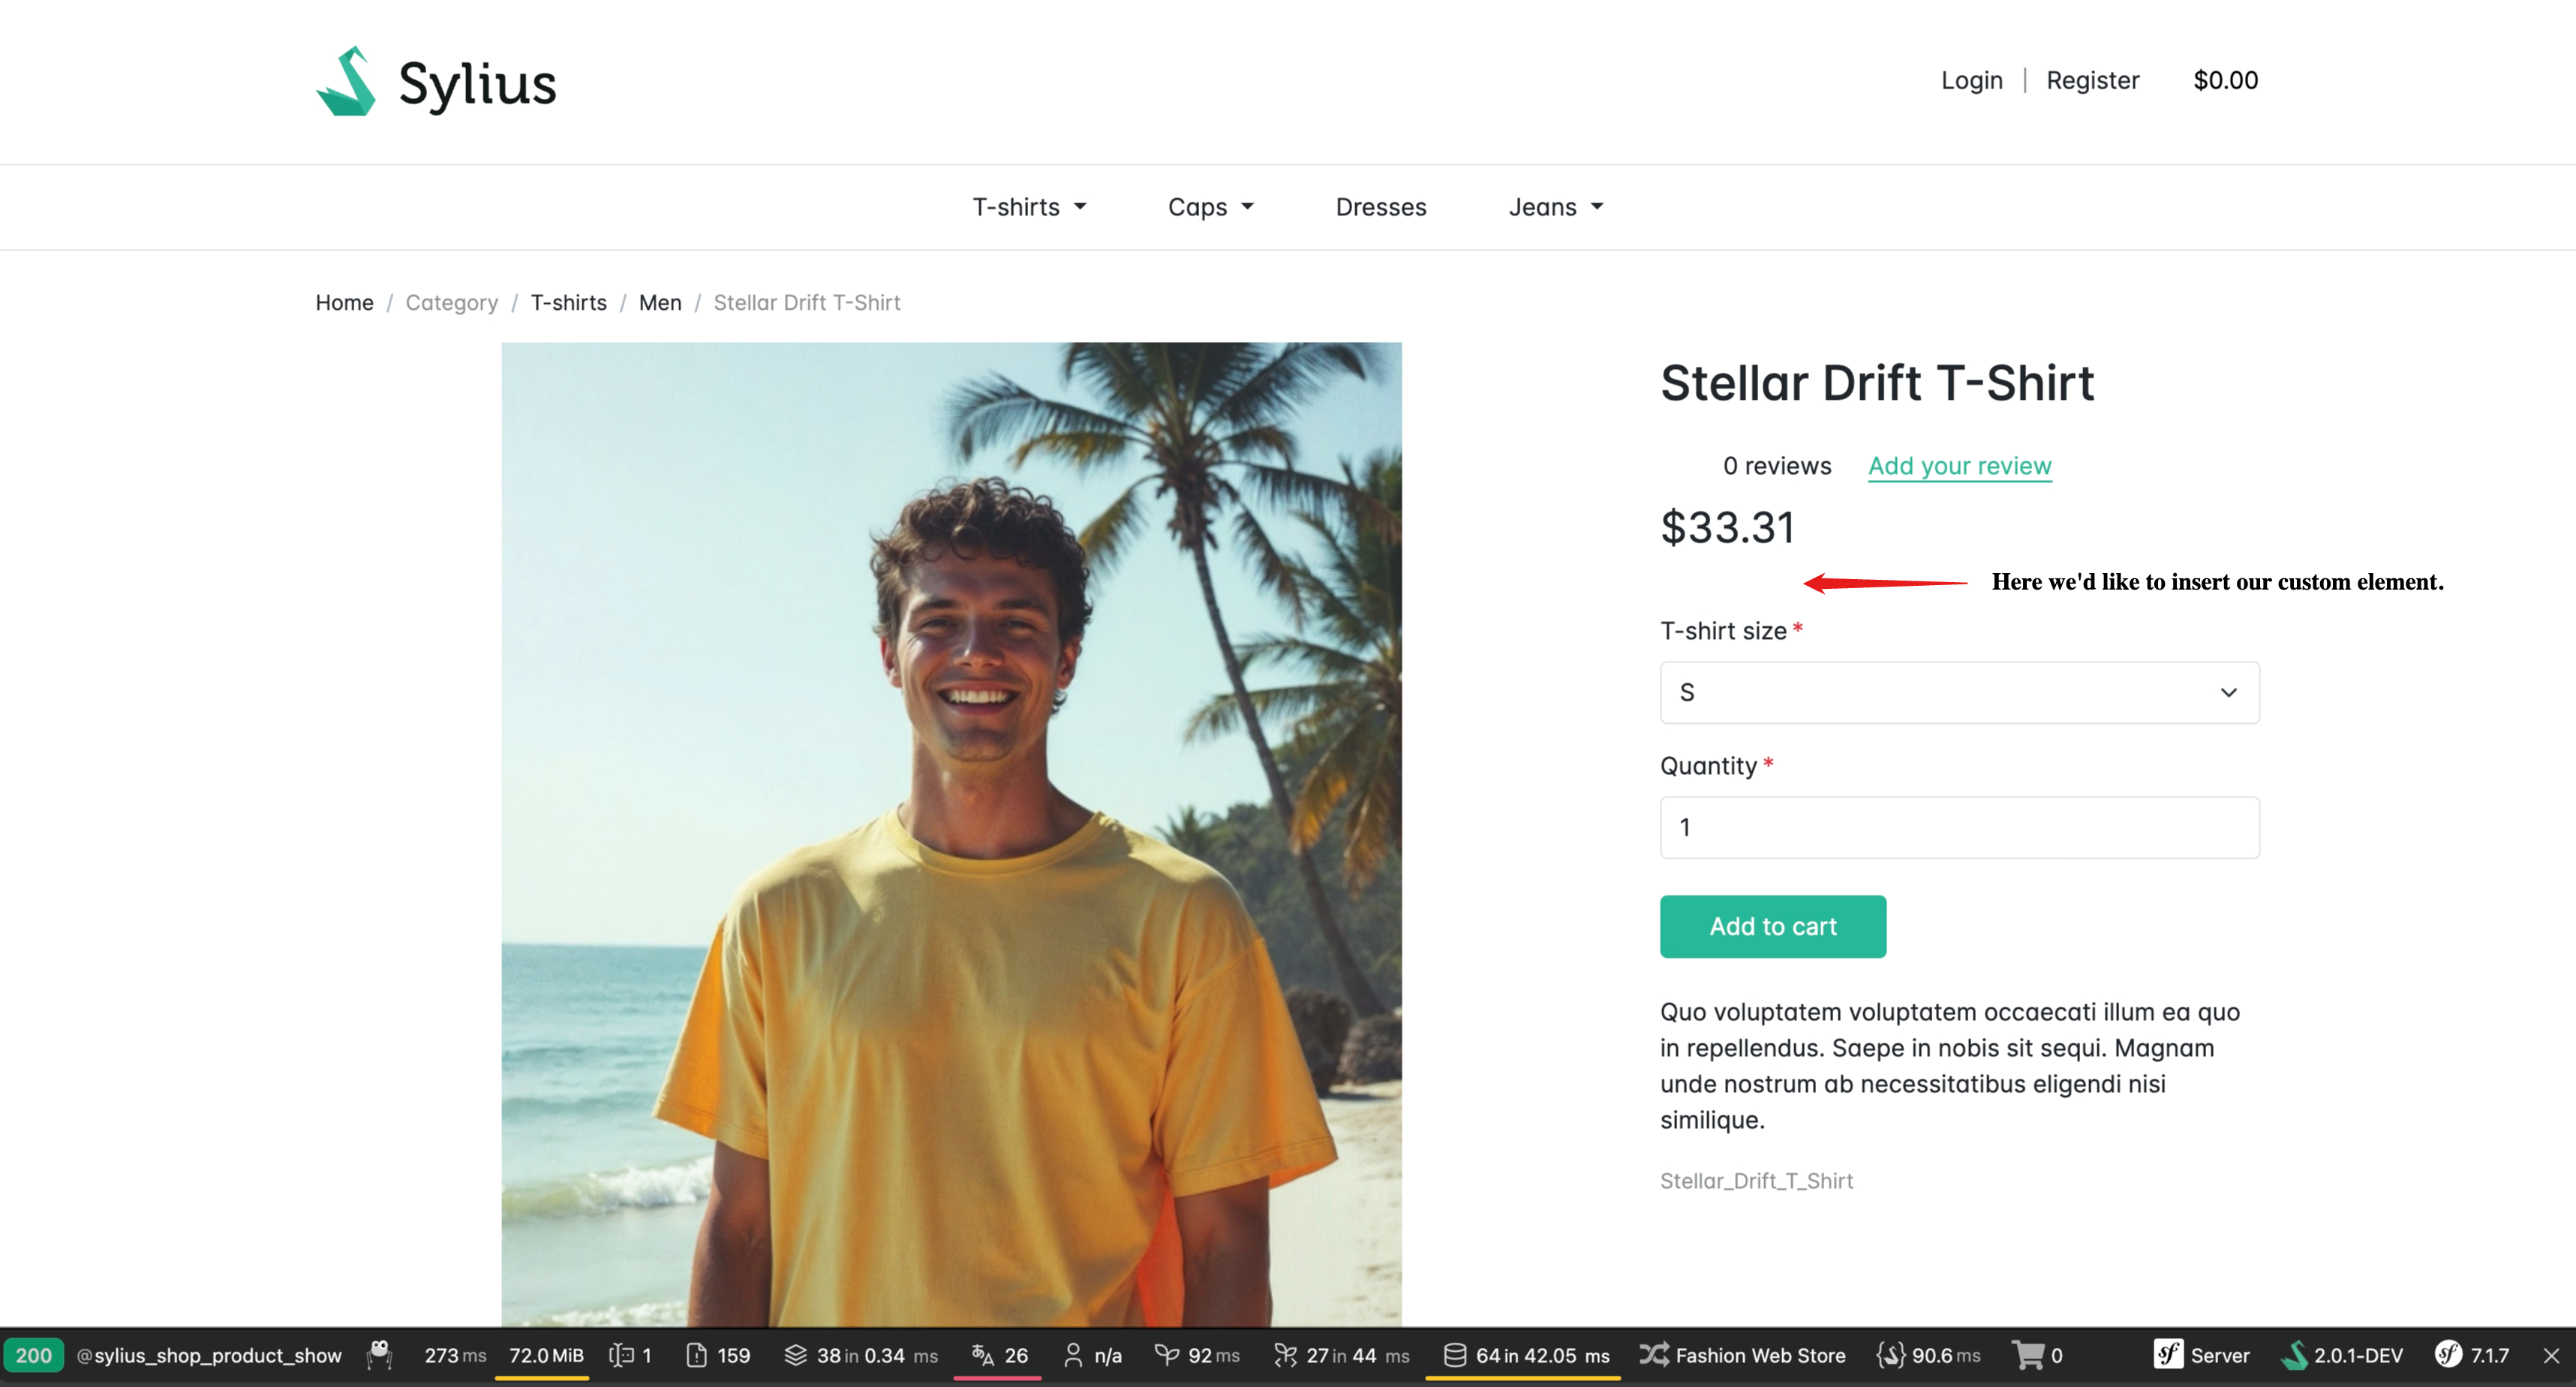 Sylius
Login | Register $0.00
T-shirts Caps Dresses Jeans
Home / Category / T-shirts / Men / Stellar Drift T-Shirt
Stellar Drift T-Shirt
0 reviews Add your review
$33.31
Here we'd like to insert our custom element.
T-shirt size *
S
Quantity *
1
Add to cart
Quo voluptatem voluptatem occaecati illum ea quo
in repellendus. Saepe in nobis sit sequi. Magnam
unde nostrum ab necessitatibus eligendi nisi
similique.
Stellar_Drift_T_Shirt
200 @sylius_shop_product_show 273 ms 72.0 MiB 1 159 38 in 0.34 ms 26 n/a 92 ms 27 in 44 ms 64 in 42.05 ms Fashion Web Store 90.6 ms 0 sf Server 2.0.1-DEV sf 7.1.7